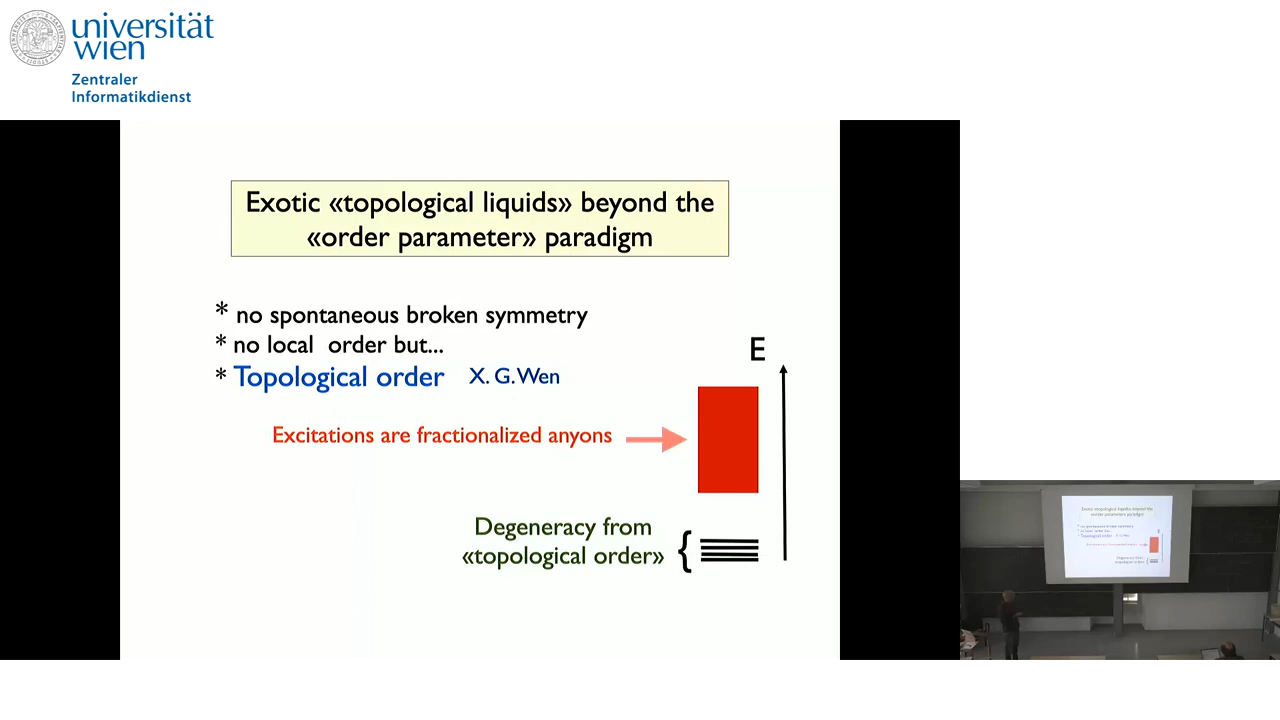 universität
wien
Zentraler
Informatikdienst
Exotic «topological liquids» beyond the
«order parameter» paradigm
* no spontaneous broken symmetry
* no local order but...
* Topological order X. G. Wen
E
Excitations are fractionalized anyons
Degeneracy from
«topological order» {